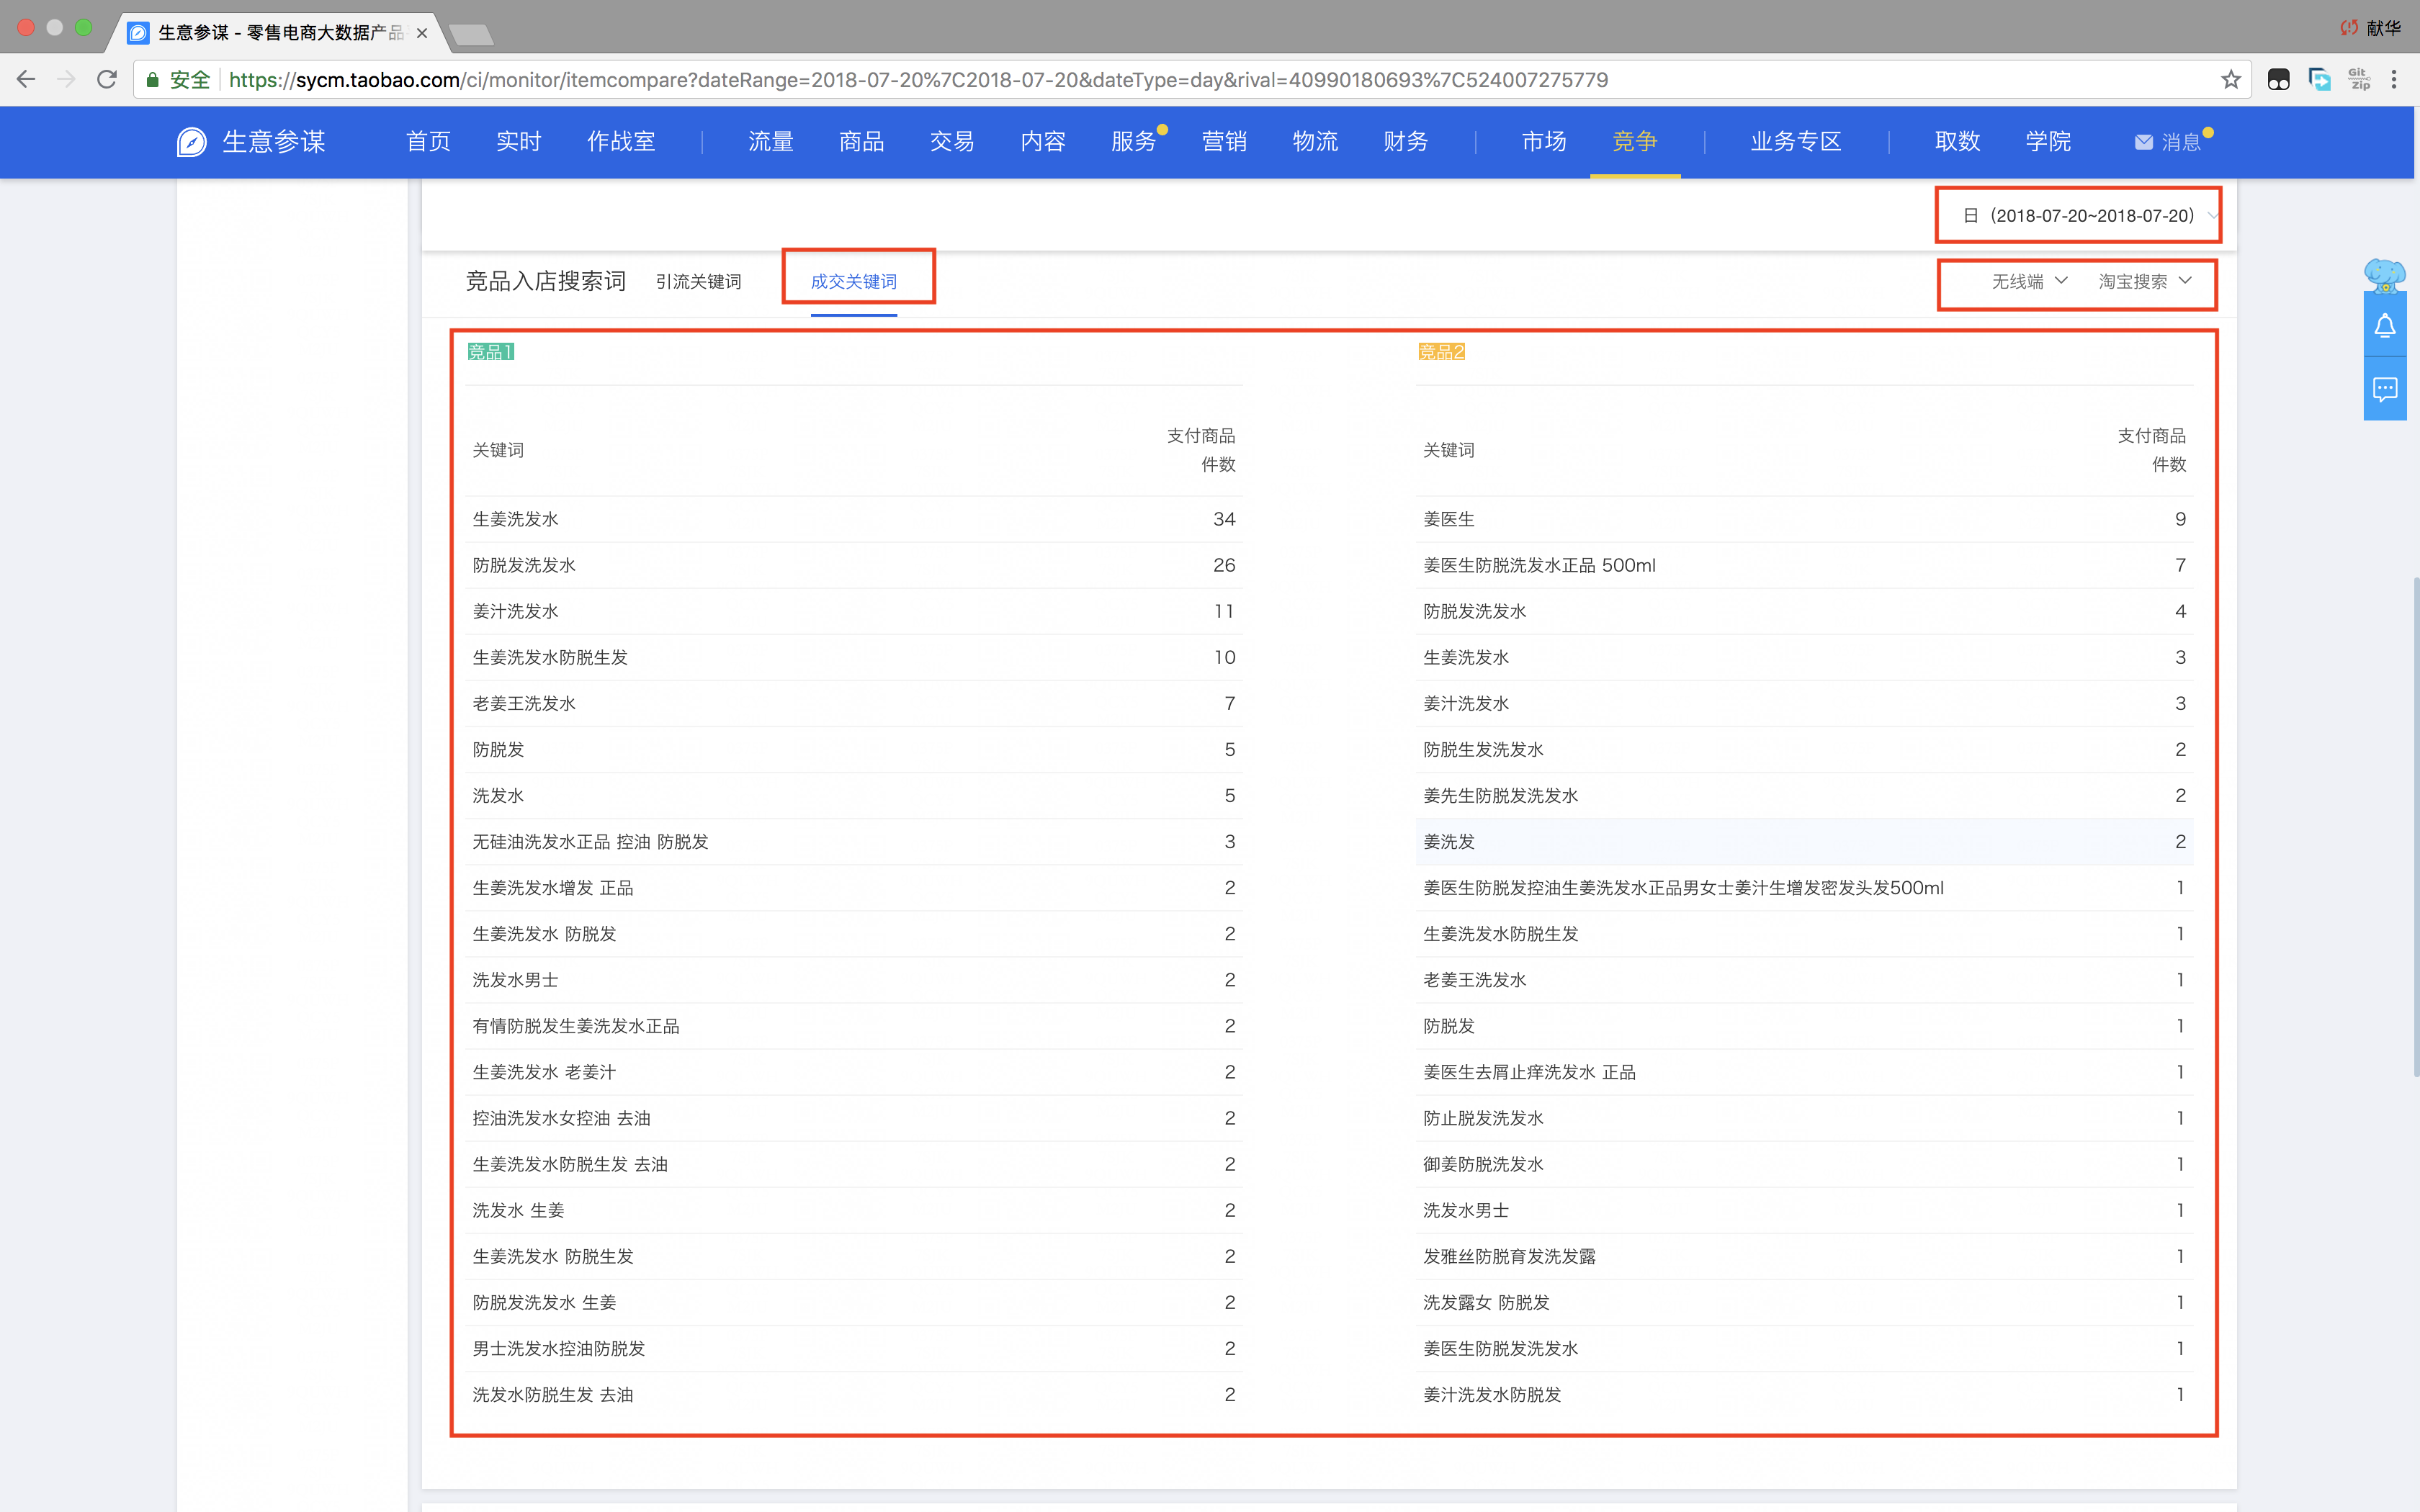 生意参谋 - 零售电商大数据产品
献华
安全 https://sycm.taobao.com/ci/monitor/itemcompare?dateRange=2018-07-20%7C2018-07-20&dateType=day&rival=40990180693%7C524007275779
Git Zip
生意参谋 首页 实时 作战室 流量 商品 交易 内容 服务 营销 物流 财务 市场 竞争 业务专区 取数 学院 消息
日（2018-07-20~2018-07-20）
竞品入店搜索词 引流关键词 成交关键词 无线端 淘宝搜索
竞品1 竞品2
关键词 支付商品件数 关键词 支付商品件数
生姜洗发水 34 姜医生 9
防脱发洗发水 26 姜医生防脱洗发水正品 500ml 7
姜汁洗发水 11 防脱发洗发水 4
生姜洗发水防脱生发 10 生姜洗发水 3
老姜王洗发水 7 姜汁洗发水 3
防脱发 5 防脱生发洗发水 2
洗发水 5 姜先生防脱发洗发水 2
无硅油洗发水正品 控油 防脱发 3 姜洗发 2
生姜洗发水增发 正品 2 姜医生防脱发控油生姜洗发水正品男女士姜汁生增发密发头发500ml 1
生姜洗发水 防脱发 2 生姜洗发水防脱生发 1
洗发水男士 2 老姜王洗发水 1
有情防脱发生姜洗发水正品 2 防脱发 1
生姜洗发水 老姜汁 2 姜医生去屑止痒洗发水 正品 1
控油洗发水女控油 去油 2 防止脱发洗发水 1
生姜洗发水防脱生发 去油 2 御姜防脱洗发水 1
洗发水 生姜 2 洗发水男士 1
生姜洗发水 防脱生发 2 发雅丝防脱育发洗发露 1
防脱发洗发水 生姜 2 洗发露女 防脱发 1
男士洗发水控油防脱发 2 姜医生防脱发洗发水 1
洗发水防脱生发 去油 2 姜汁洗发水防脱发 1